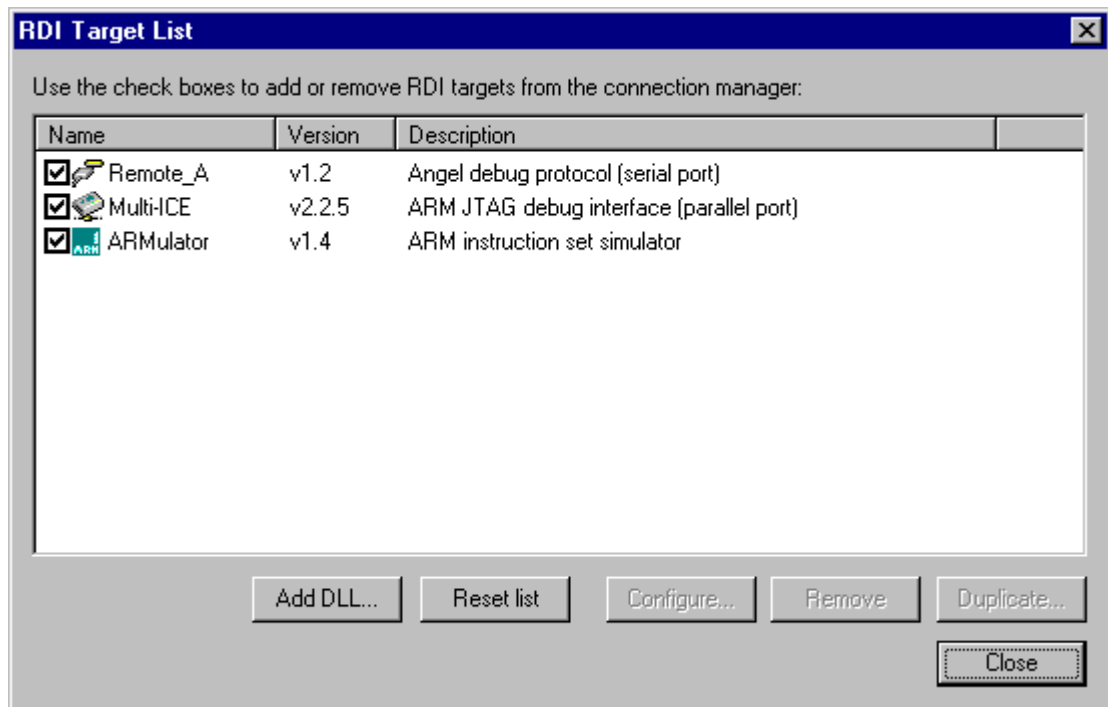 RDI Target List
Use the check boxes to add or remove RDI targets from the connection manager:
Name Version Description
Remote_A v1.2 Angel debug protocol (serial port)
Multi-ICE v2.2.5 ARM JTAG debug interface (parallel port)
ARM ARMulator v1.4 ARM instruction set simulator
Add DLL... Reset list Configure... Remove Duplicate...
Close